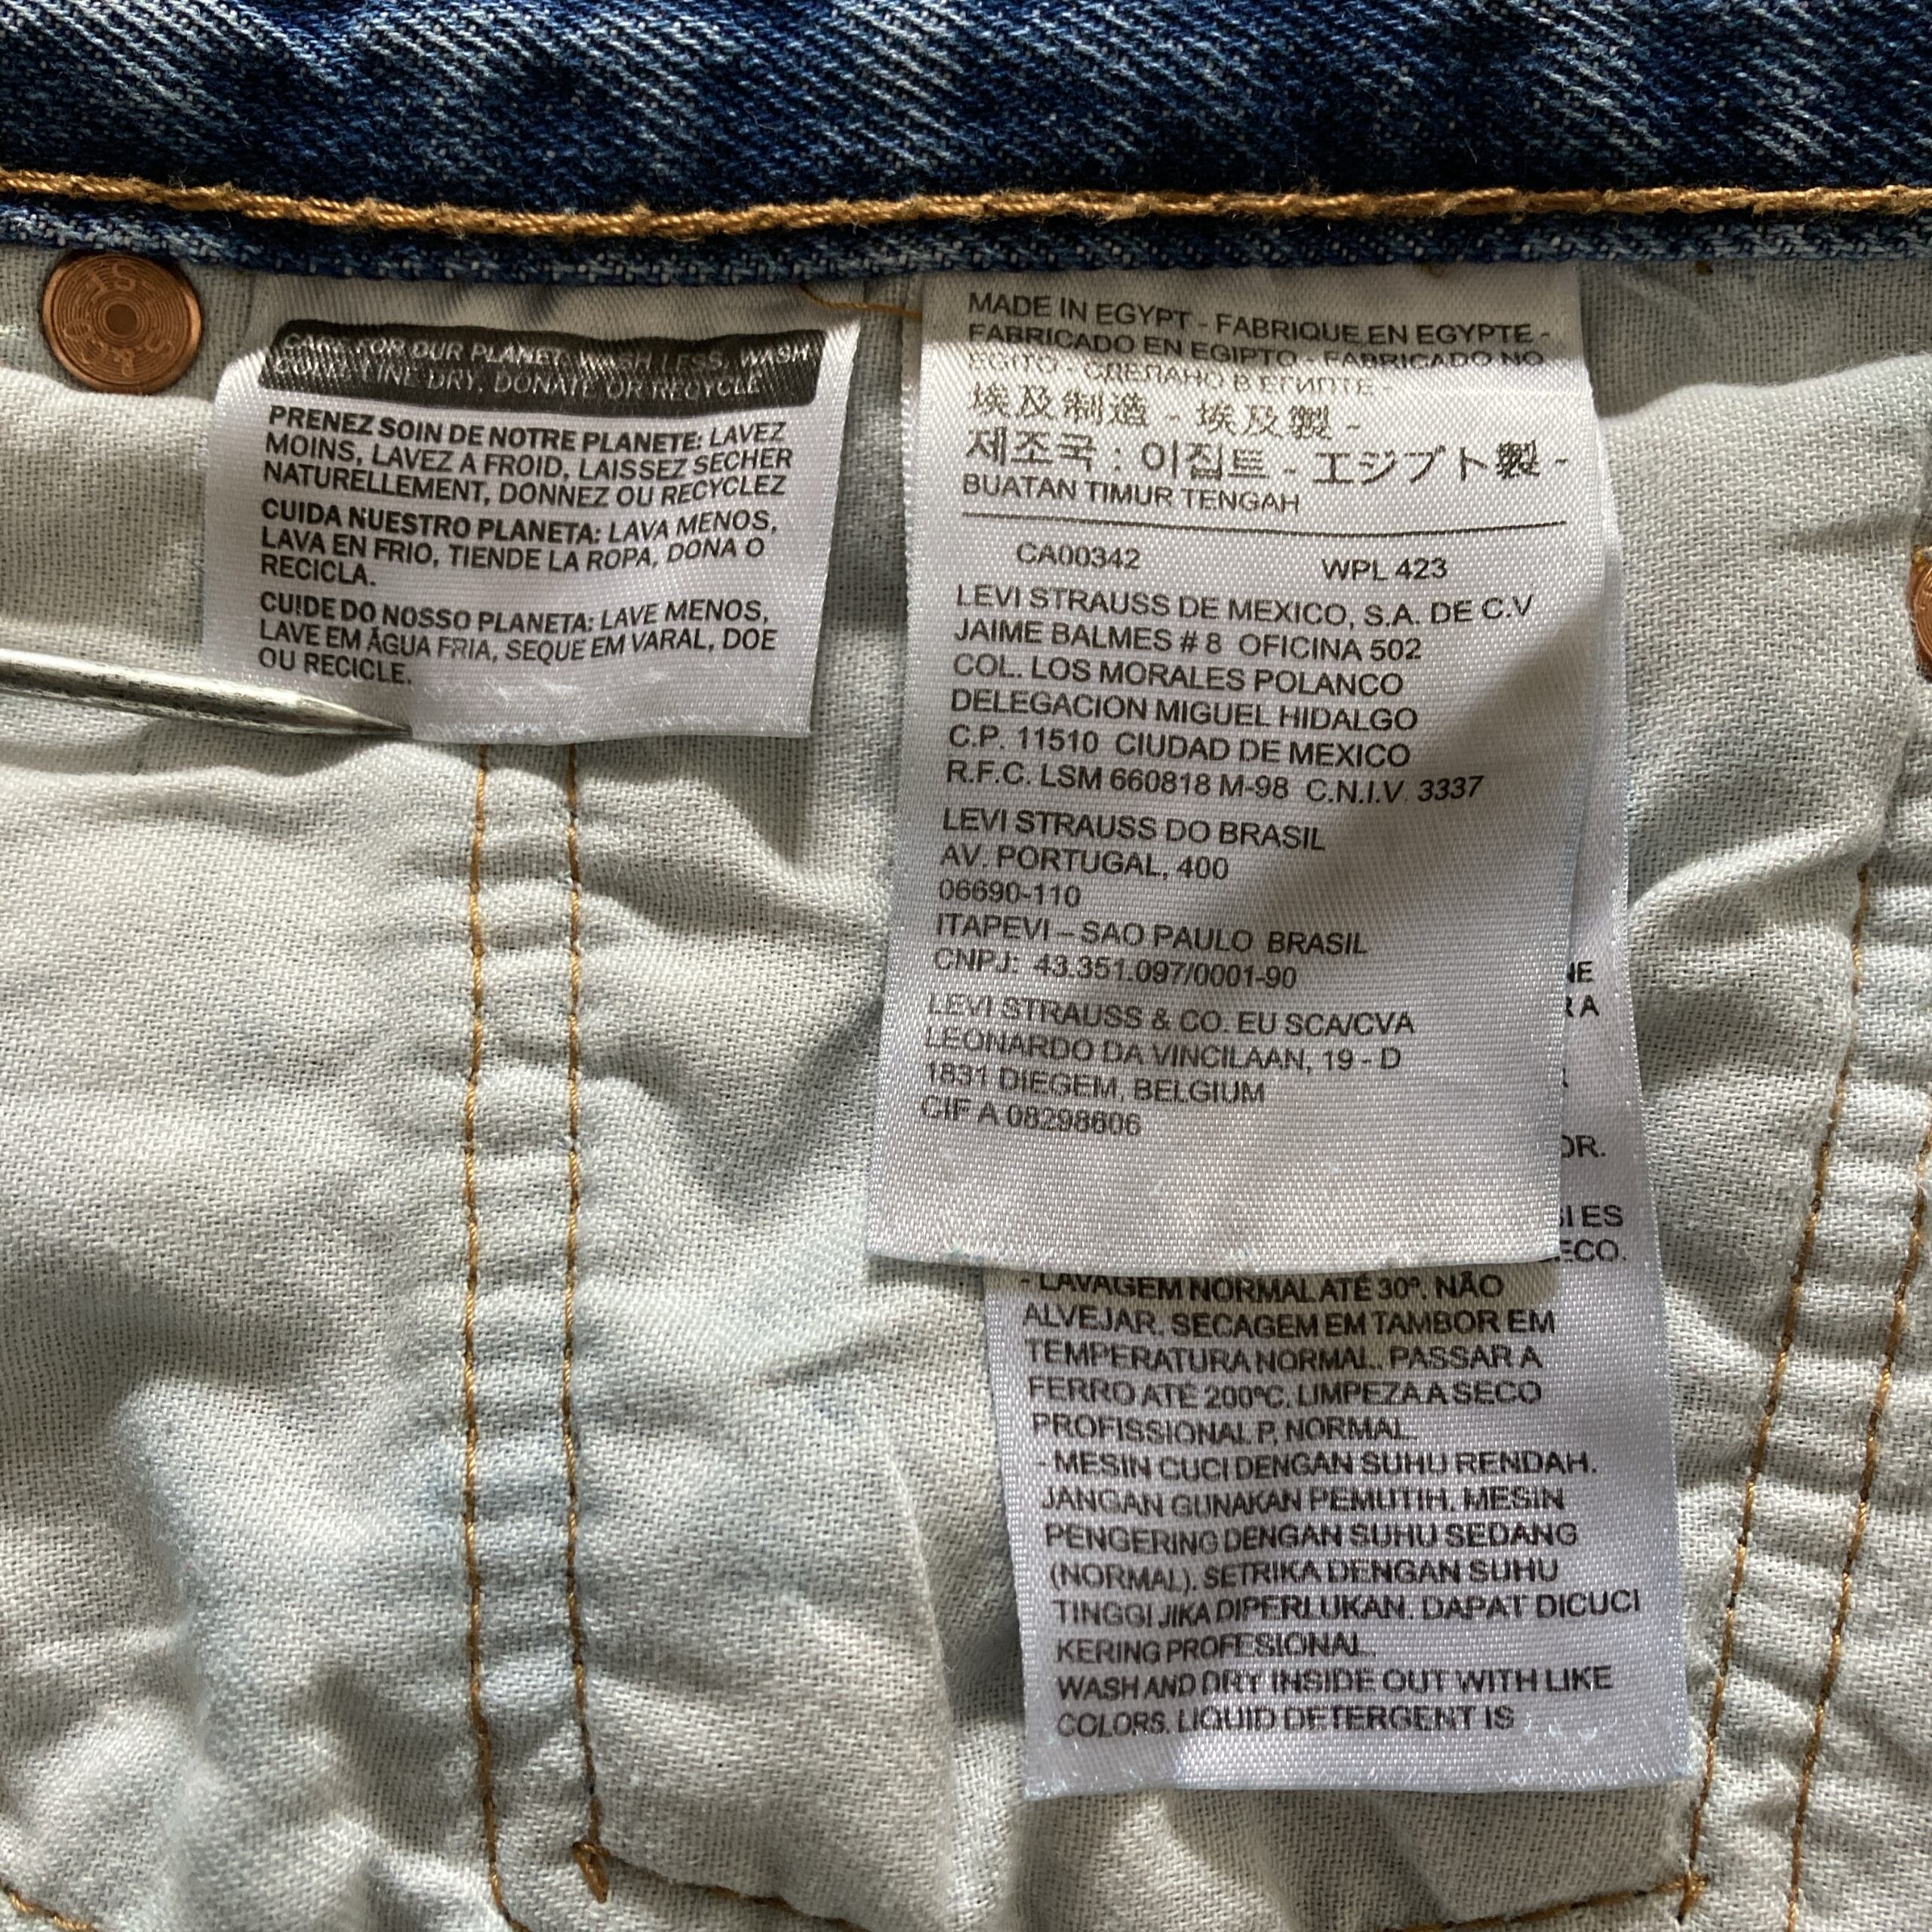 CARE FOR OUR PLANET: WASH LESS, WASH
COLD, LINE DRY, DONATE OR RECYCLE
PRENEZ SOIN DE NOTRE PLANETE: LAVEZ
MOINS, LAVEZ A FROID, LAISSEZ SECHER
NATURELLEMENT, DONNEZ OU RECYCLEZ
CUIDA NUESTRO PLANETA: LAVA MENOS,
LAVA EN FRIO, TIENDE LA ROPA, DONA O
RECICLA.
CUIDE DO NOSSO PLANETA: LAVE MENOS,
LAVE EM ÁGUA FRIA, SEQUE EM VARAL, DOE
OU RECICLE.
MADE IN EGYPT - FABRIQUE EN EGYPTE -
FABRICADO EN EGIPTO - FABRICADO NO
EGITO - СДЕЛАНО В ЕГИПТЕ -
埃及制造 - 埃及製 -
제조국 : 이집트 - エジプト製 -
BUATAN TIMUR TENGAH
CA00342 WPL 423
LEVI STRAUSS DE MEXICO, S.A. DE C.V
JAIME BALMES # 8 OFICINA 502
COL. LOS MORALES POLANCO
DELEGACION MIGUEL HIDALGO
C.P. 11510 CIUDAD DE MEXICO
R.F.C. LSM 660818 M-98 C.N.I.V. 3337
LEVI STRAUSS DO BRASIL
AV. PORTUGAL, 400
06690-110
ITAPEVI – SAO PAULO BRASIL
CNPJ: 43.351.097/0001-90
LEVI STRAUSS & CO. EU SCA/CVA
LEONARDO DA VINCILAAN, 19 - D
1831 DIEGEM, BELGIUM
CIF A 08298606
- LAVAGEM NORMAL ATÉ 30º. NÃO
ALVEJAR. SECAGEM EM TAMBOR EM
TEMPERATURA NORMAL. PASSAR A
FERRO ATÉ 200ºC. LIMPEZA A SECO
PROFISSIONAL P, NORMAL.
- MESIN CUCI DENGAN SUHU RENDAH.
JANGAN GUNAKAN PEMUTIH. MESIN
PENGERING DENGAN SUHU SEDANG
(NORMAL). SETRIKA DENGAN SUHU
TINGGI JIKA DIPERLUKAN. DAPAT DICUCI
KERING PROFESIONAL.
WASH AND DRY INSIDE OUT WITH LIKE
COLORS. LIQUID DETERGENT IS